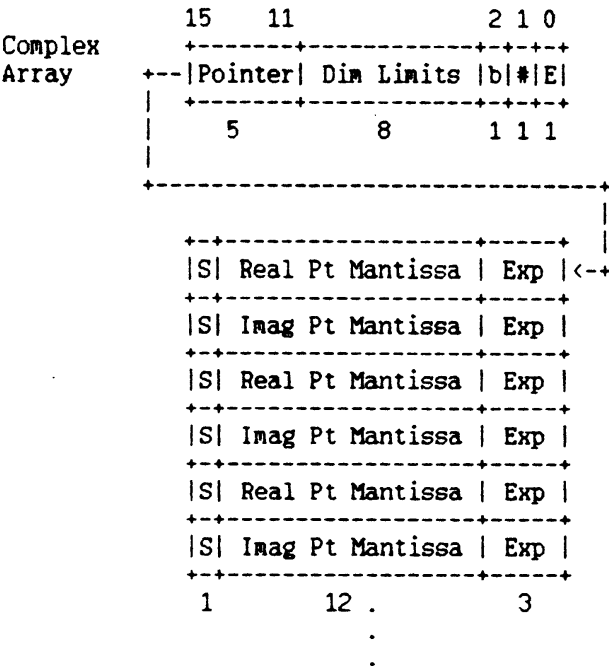 15 11 2 1 0
Complex +-------+------------+-+-+-+
Array +--|Pointer| Dim Limits |b|#|E|
| +-------+------------+-+-+-+
| 5 8 1 1 1
|
+--------------------------------+
|
+-+------------------+-----+ |
|S| Real Pt Mantissa | Exp |<-+
+-+------------------+-----+
|S| Imag Pt Mantissa | Exp |
+-+------------------+-----+
|S| Real Pt Mantissa | Exp |
+-+------------------+-----+
|S| Imag Pt Mantissa | Exp |
+-+------------------+-----+
|S| Real Pt Mantissa | Exp |
+-+------------------+-----+
|S| Imag Pt Mantissa | Exp |
+-+------------------+-----+
1 12 . 3
.
.